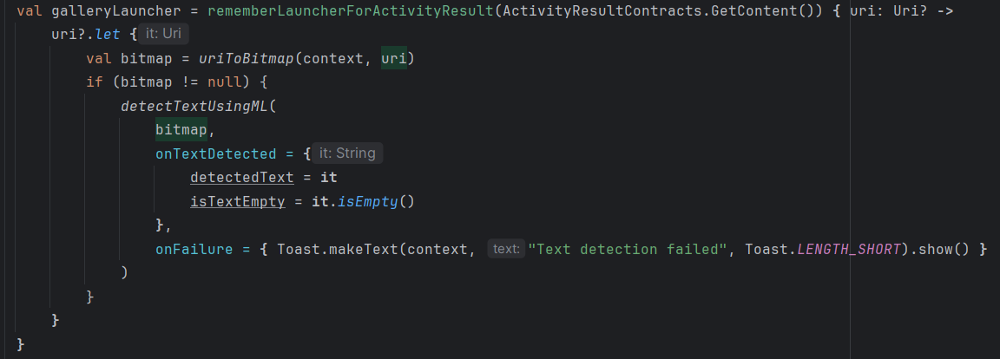 val galleryLauncher = rememberLauncherForActivityResult(ActivityResultContracts.GetContent()) { uri: Uri? ->
    uri?.let { it: Uri
        val bitmap = uriToBitmap(context, uri)
        if (bitmap != null) {
            detectTextUsingML(
                bitmap,
                onTextDetected = { it: String
                    detectedText = it
                    isTextEmpty = it.isEmpty()
                },
                onFailure = { Toast.makeText(context, text: "Text detection failed", Toast.LENGTH_SHORT).show() }
            )
        }
    }
}